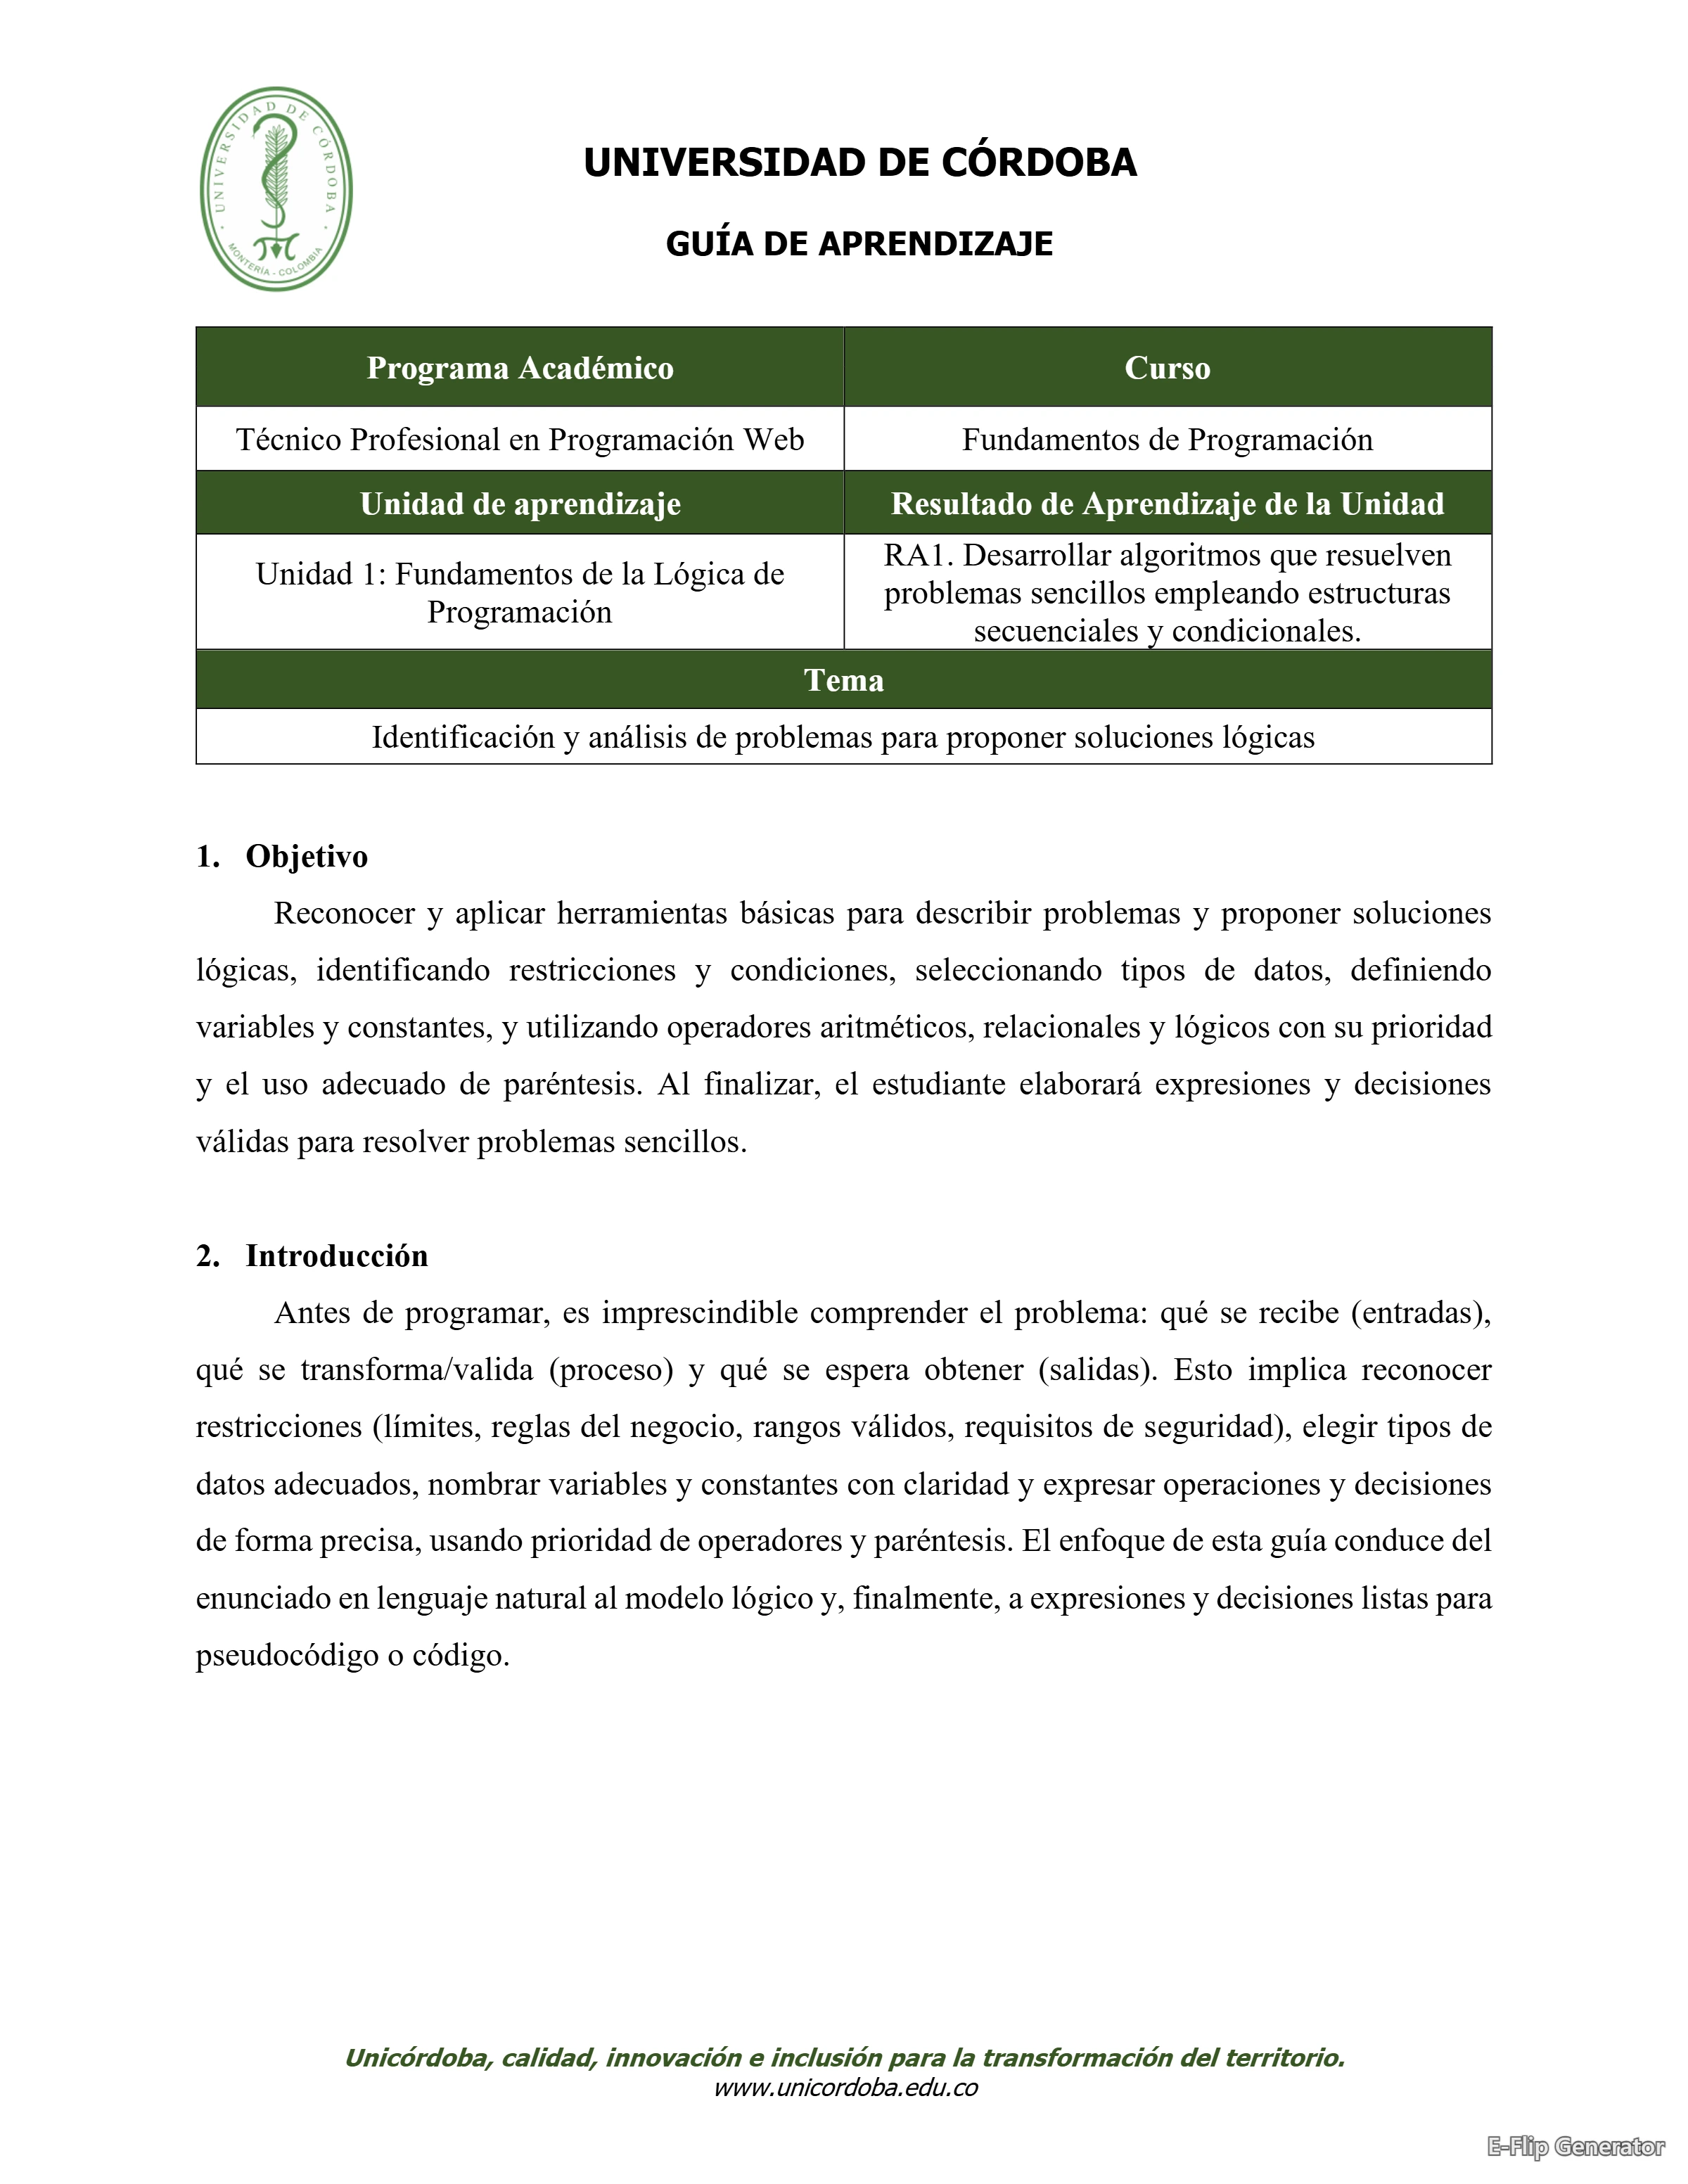 UNIVERSIDAD DE CÓRDOBA
MONTERÍA - COLOMBIA
UNIVERSIDAD DE CÓRDOBA
GUÍA DE APRENDIZAJE
Programa Académico
Curso
Técnico Profesional en Programación Web
Fundamentos de Programación
Unidad de aprendizaje
Resultado de Aprendizaje de la Unidad
Unidad 1: Fundamentos de la Lógica de
Programación
RA1. Desarrollar algoritmos que resuelven
problemas sencillos empleando estructuras
secuenciales y condicionales.
Tema
Identificación y análisis de problemas para proponer soluciones lógicas
1. Objetivo
Reconocer y aplicar herramientas básicas para describir problemas y proponer soluciones
lógicas, identificando restricciones y condiciones, seleccionando tipos de datos, definiendo
variables y constantes, y utilizando operadores aritméticos, relacionales y lógicos con su prioridad
y el uso adecuado de paréntesis. Al finalizar, el estudiante elaborará expresiones y decisiones
válidas para resolver problemas sencillos.
2. Introducción
Antes de programar, es imprescindible comprender el problema: qué se recibe (entradas),
qué se transforma/valida (proceso) y qué se espera obtener (salidas). Esto implica reconocer
restricciones (límites, reglas del negocio, rangos válidos, requisitos de seguridad), elegir tipos de
datos adecuados, nombrar variables y constantes con claridad y expresar operaciones y decisiones
de forma precisa, usando prioridad de operadores y paréntesis. El enfoque de esta guía conduce del
enunciado en lenguaje natural al modelo lógico y, finalmente, a expresiones y decisiones listas para
pseudocódigo o código.
Unicórdoba, calidad, innovación e inclusión para la transformación del territorio.
www.unicordoba.edu.co
E-Flip Generator